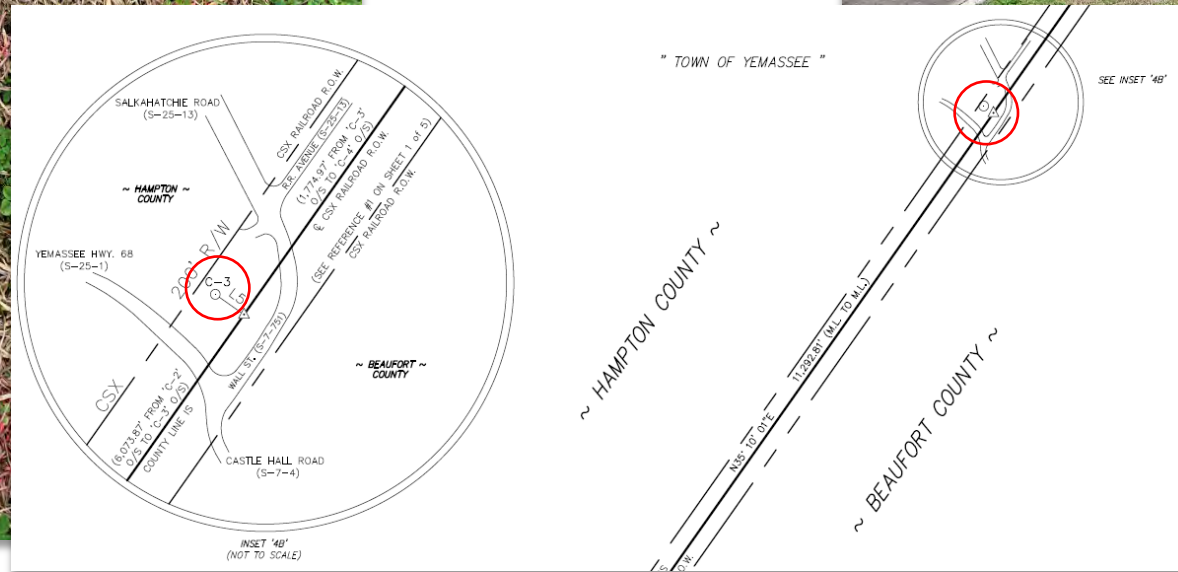 SALKAHATCHIE ROAD
(S-25-13)
CSX RAILROAD R.O.W.
R.R. AVENUE (S-25-13)
(1,774.97' FROM 'C-3'
O/S TO 'C-4' O/S)
℄ CSX RAILROAD R.O.W.
(SEE REFERENCE #1 ON SHEET 1 of 5)
CSX RAILROAD R.O.W.
~ HAMPTON ~
COUNTY
YEMASSEE HWY. 68
(S-25-1)
CSX
200' R/W
C-3
L5
WALL ST. (S-7-751)
~ BEAUFORT ~
COUNTY
(6,073.87' FROM 'C-2'
O/S TO 'C-3' O/S)
COUNTY LINE IS
CASTLE HALL ROAD
(S-7-4)
INSET '4B'
(NOT TO SCALE)
" TOWN OF YEMASSEE "
SEE INSET '4B'
~ HAMPTON COUNTY ~
11,292.81' (M.L. TO M.L.)
N35° 10' 01"E
~ BEAUFORT COUNTY ~